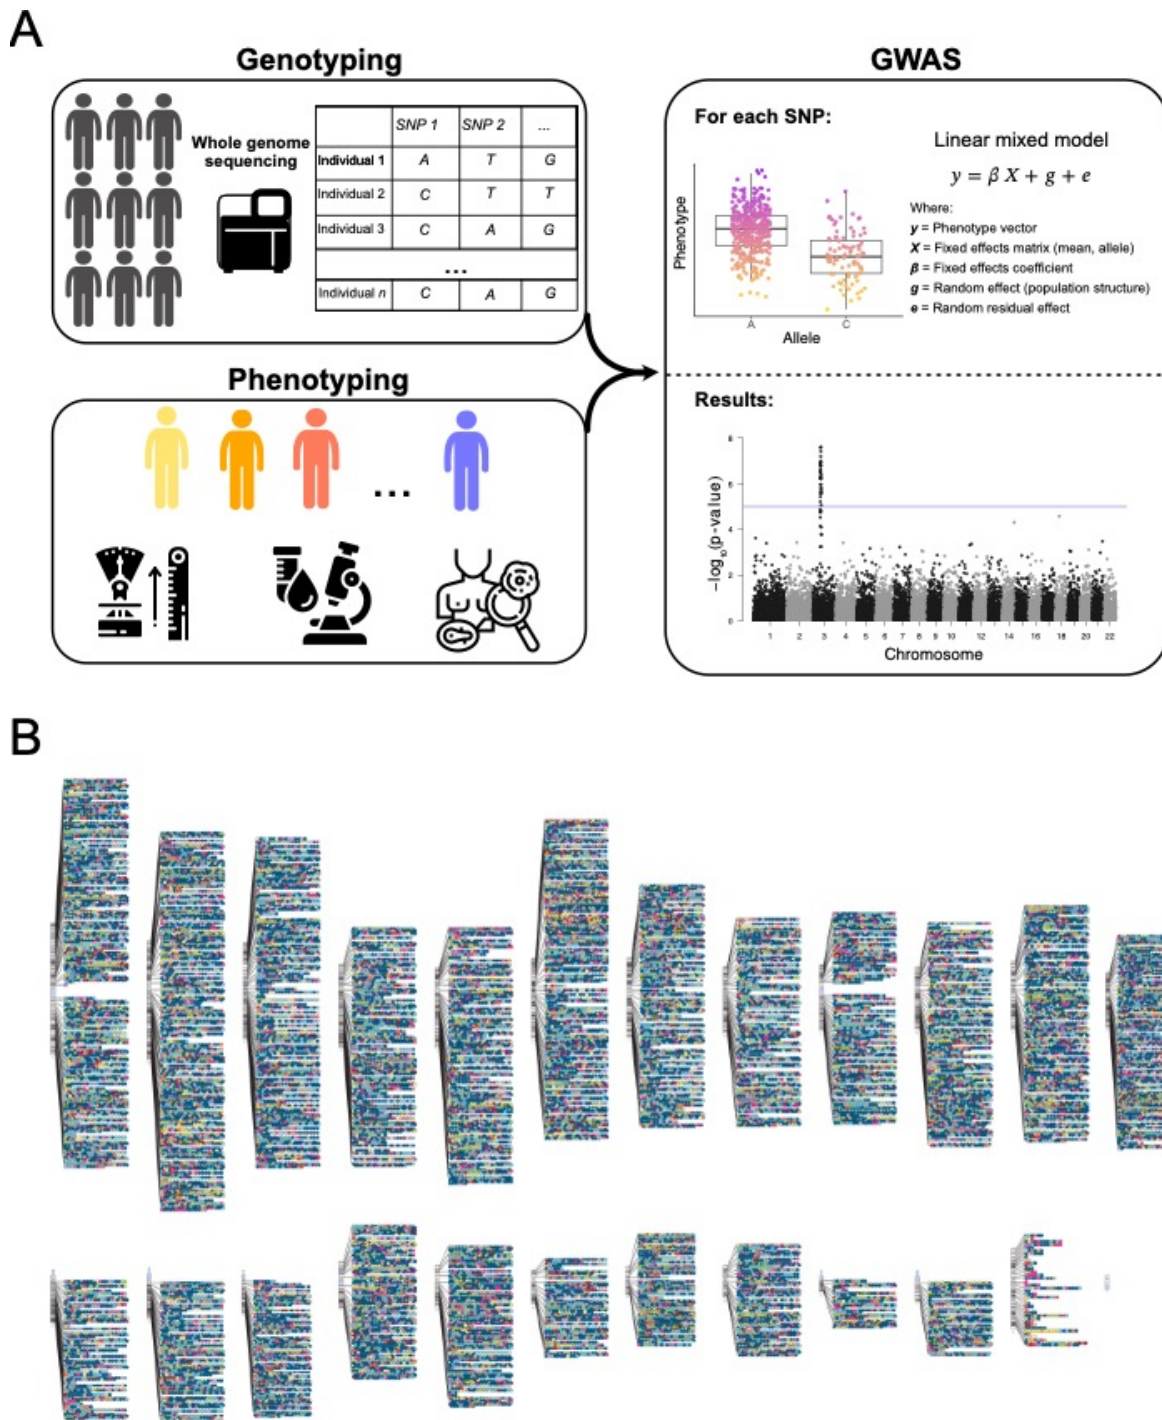 A
Genotyping
Whole genome
sequencing
SNP 1 SNP 2 ...
Individual 1 A T G
Individual 2 C T T
Individual 3 C A G
...
Individual n C A G
Phenotyping
...
GWAS
For each SNP:
Linear mixed model
y = β X + g + e
Where:
y = Phenotype vector
X = Fixed effects matrix (mean, allele)
β = Fixed effects coefficient
g = Random effect (population structure)
e = Random residual effect
Phenotype
A C
Allele
Results:
−log₁₀(p-value)
8
6
4
2
0
1 2 3 4 5 6 7 8 9 10 12 14 16 18 20 22
Chromosome
B